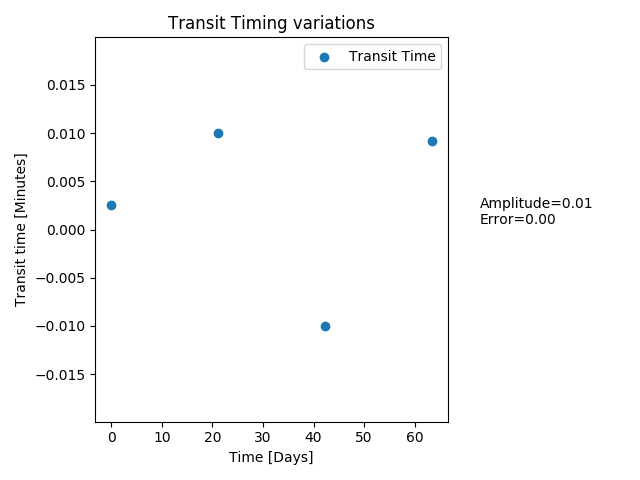 Transit Timing variations
Transit Time
0.015
0.010
0.005
0.000
−0.005
−0.010
−0.015
Transit time [Minutes]
Amplitude=0.01
Error=0.00
0 10 20 30 40 50 60
Time [Days]